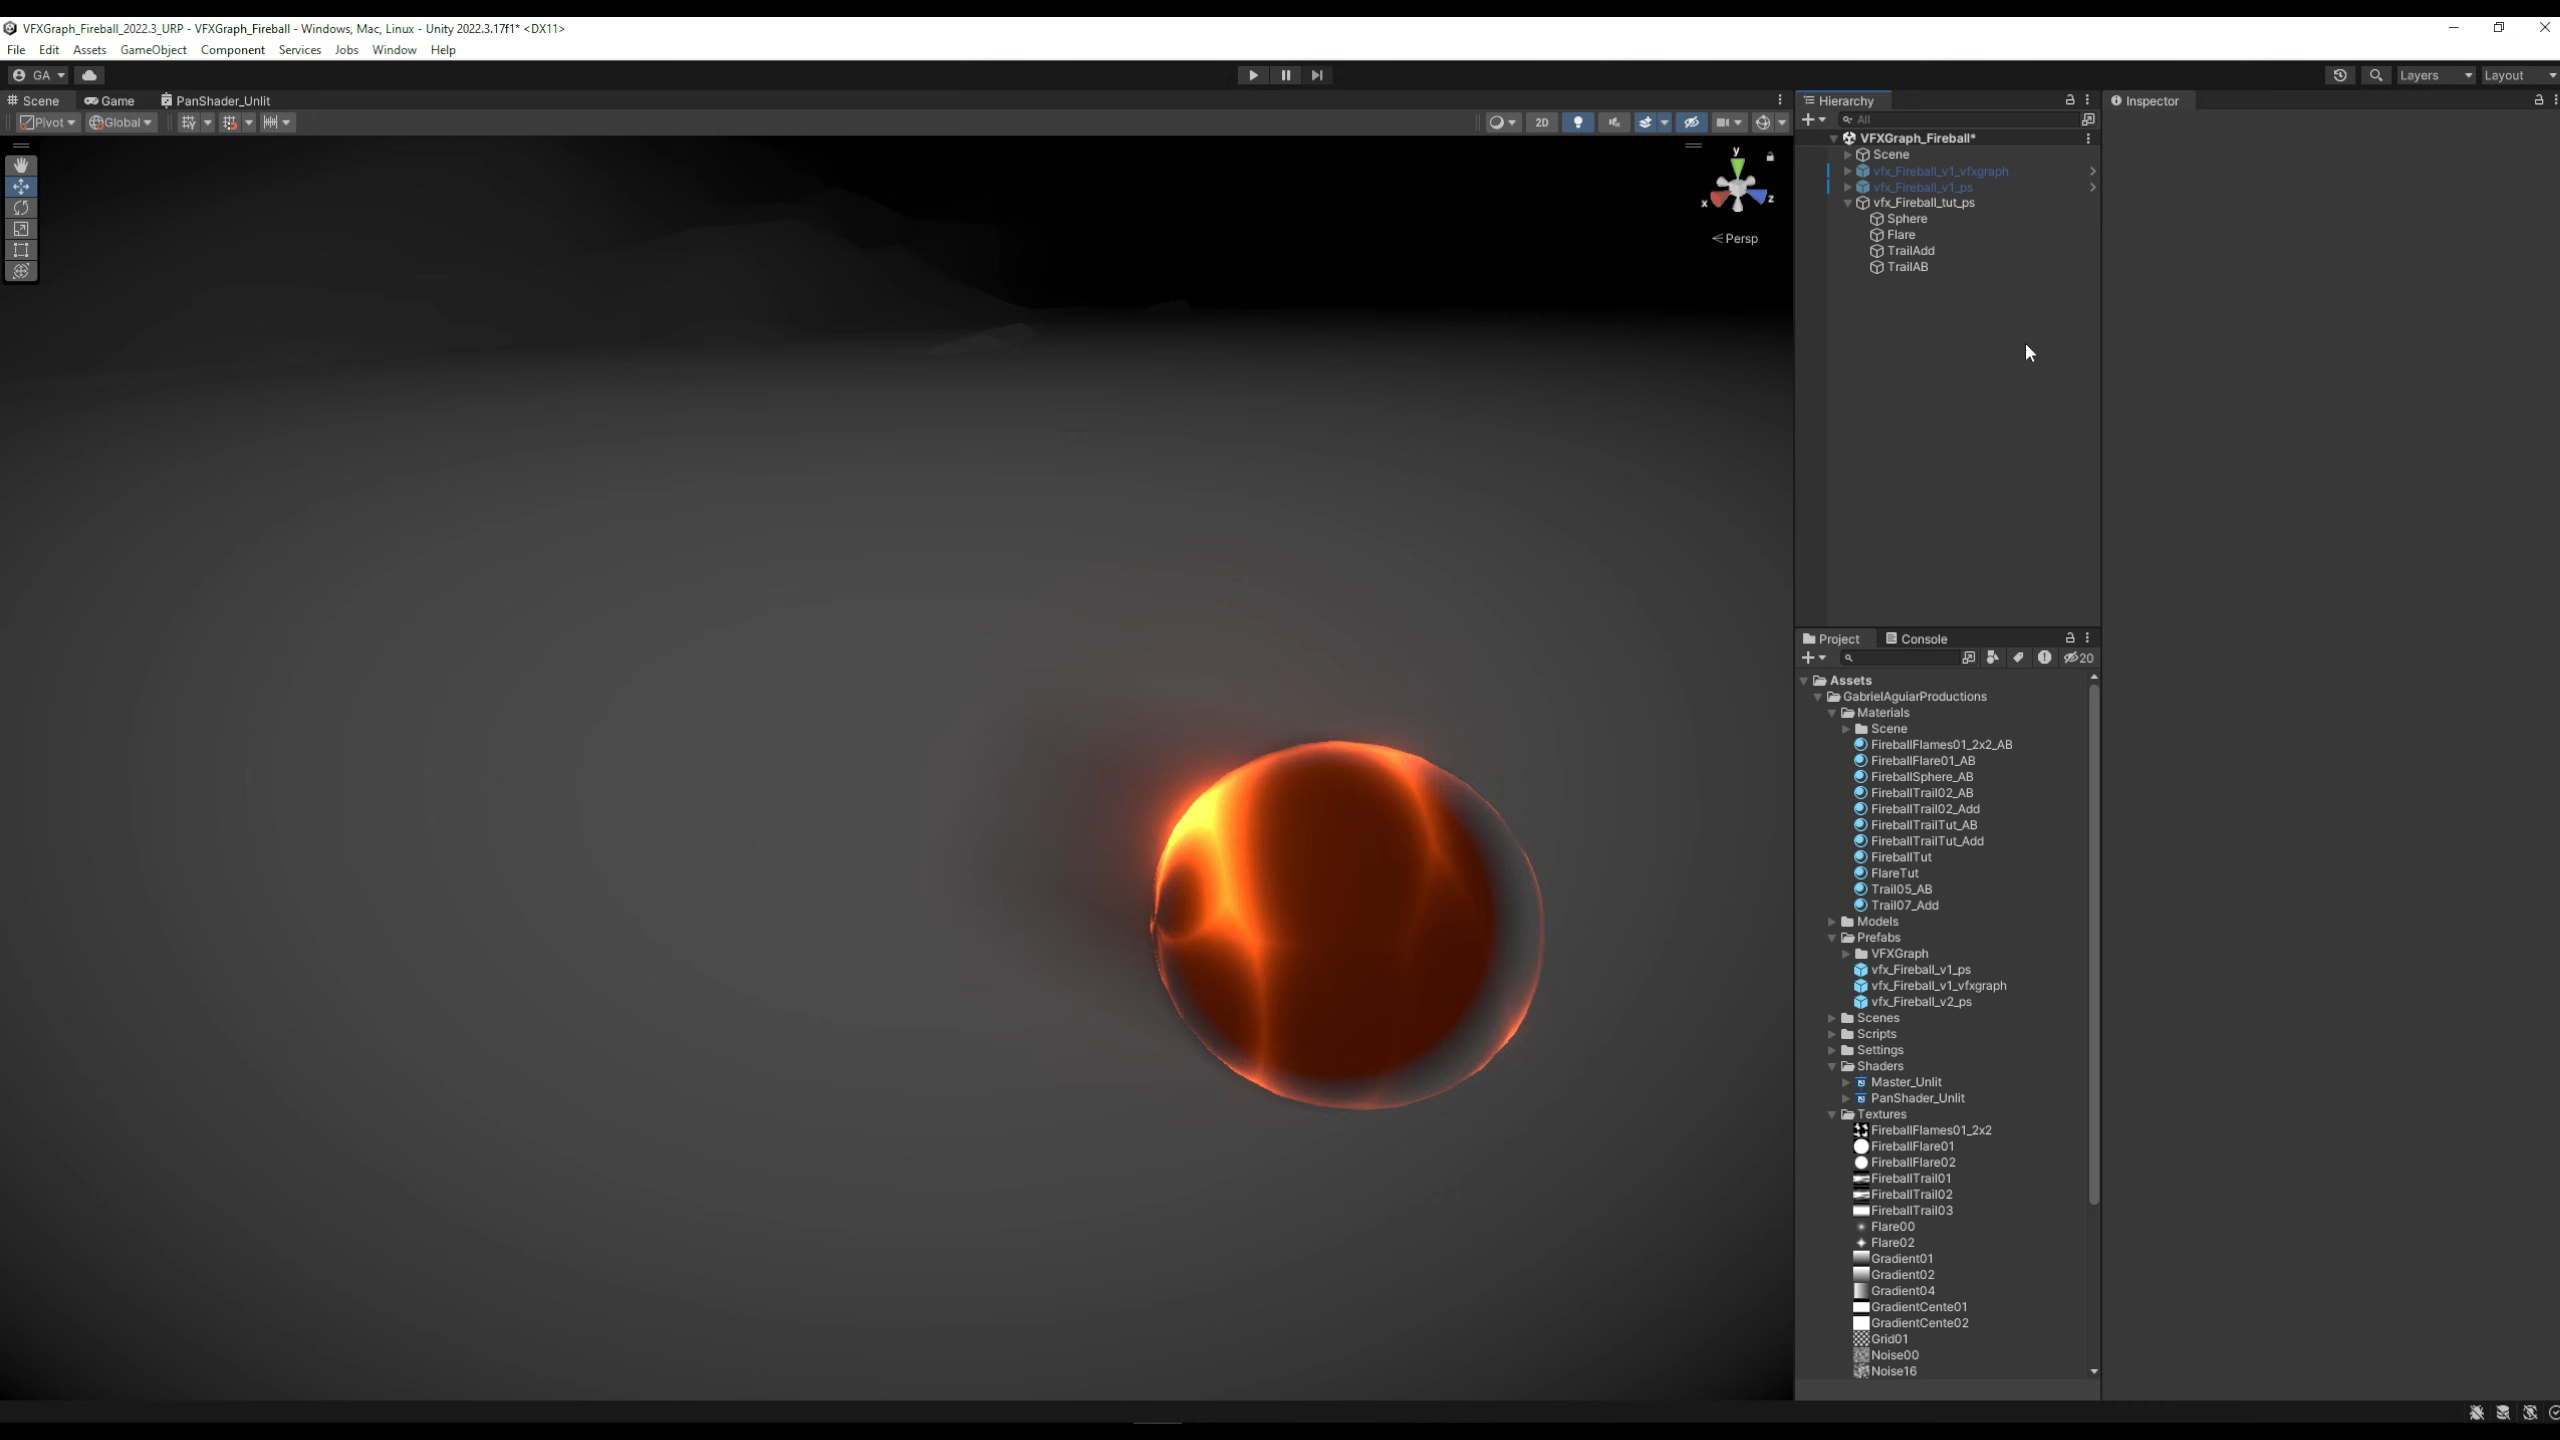 VFXGraph_Fireball_2022.3_URP - VFXGraph_Fireball - Windows, Mac, Linux - Unity 2022.3.17f1* <DX11>
File Edit Assets GameObject Component Services Jobs Window Help
GA Layers Layout
Scene Game PanShader_Unlit
Pivot Global 2D
y
x z
Persp
Hierarchy
All
VFXGraph_Fireball*
Scene
vfx_Fireball_v1_vfxgraph
vfx_Fireball_v1_ps
vfx_Fireball_tut_ps
Sphere
Flare
TrailAdd
TrailAB
Inspector
Project Console
20
Assets
GabrielAguiarProductions
Materials
Scene
FireballFlames01_2x2_AB
FireballFlare01_AB
FireballSphere_AB
FireballTrail02_AB
FireballTrail02_Add
FireballTrailTut_AB
FireballTrailTut_Add
FireballTut
FlareTut
Trail05_AB
Trail07_Add
Models
Prefabs
VFXGraph
vfx_Fireball_v1_ps
vfx_Fireball_v1_vfxgraph
vfx_Fireball_v2_ps
Scenes
Scripts
Settings
Shaders
Master_Unlit
PanShader_Unlit
Textures
FireballFlames01_2x2
FireballFlare01
FireballFlare02
FireballTrail01
FireballTrail02
FireballTrail03
Flare00
Flare02
Gradient01
Gradient02
Gradient04
GradientCente01
GradientCente02
Grid01
Noise00
Noise16